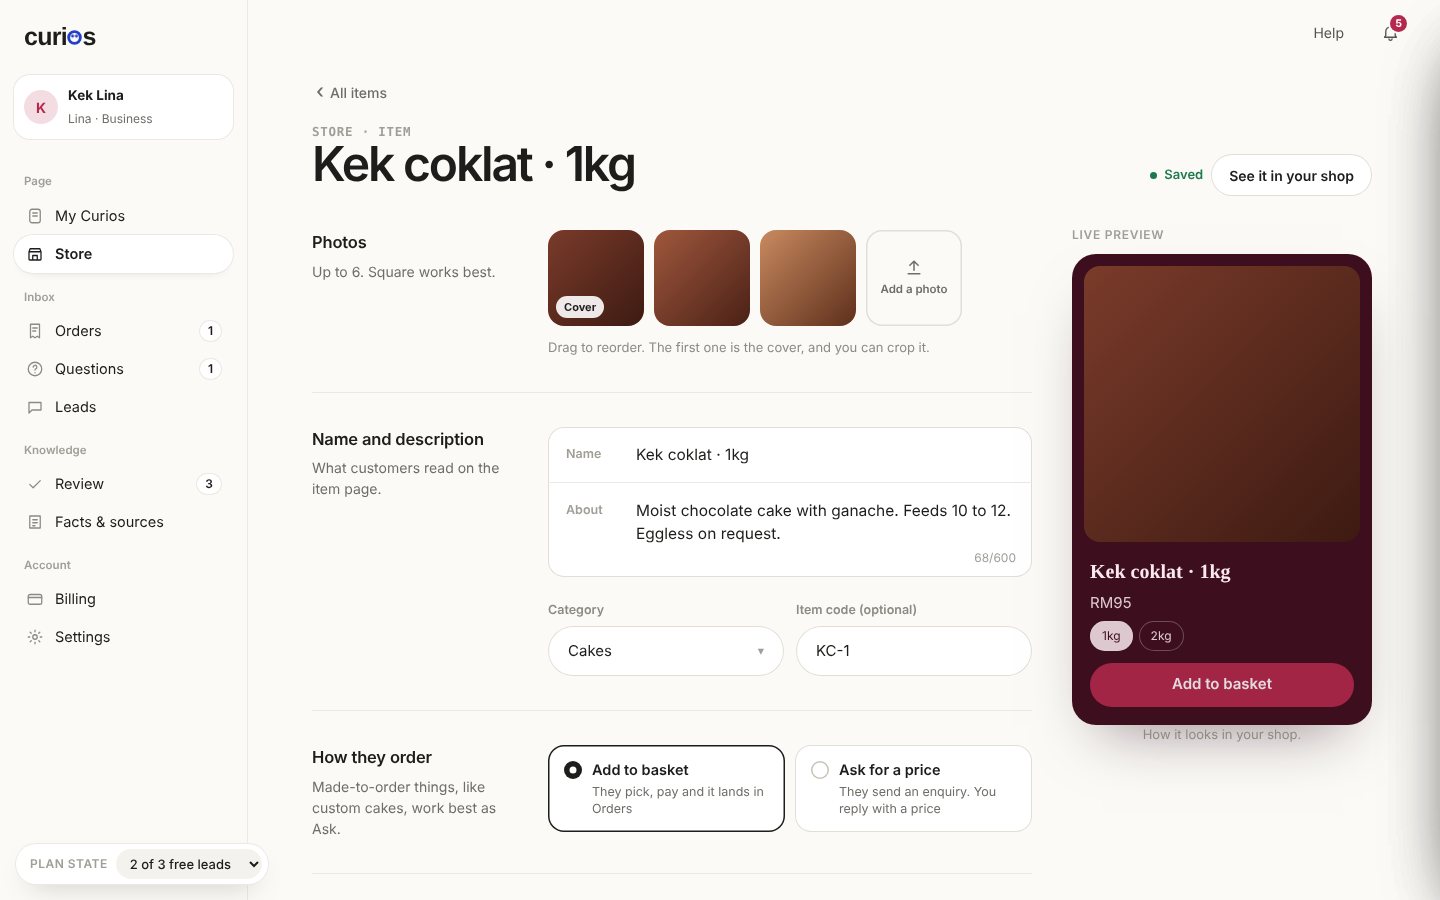 curios
Kek Lina
K
Lina · Business
Page
My Curios
Store
Inbox
Orders 1
Questions 1
Leads
Knowledge
Review 3
Facts & sources
Account
Billing
Settings
PLAN STATE 2 of 3 free leads
Help 5
All items
STORE · ITEM
Kek coklat · 1kg
Saved See it in your shop
Photos
Up to 6. Square works best.
Cover
Add a photo
Drag to reorder. The first one is the cover, and you can crop it.
Name and description
What customers read on the
item page.
Name Kek coklat · 1kg
About Moist chocolate cake with ganache. Feeds 10 to 12.
Eggless on request.
68/600
Category Item code (optional)
Cakes KC-1
How they order
Made-to-order things, like
custom cakes, work best as
Ask.
Add to basket
They pick, pay and it lands in
Orders
Ask for a price
They send an enquiry. You
reply with a price
LIVE PREVIEW
Kek coklat · 1kg
RM95
1kg 2kg
Add to basket
How it looks in your shop.